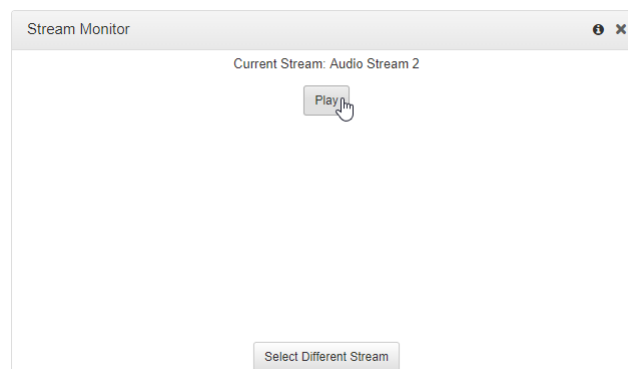 Stream Monitor
Current Stream: Audio Stream 2
Play
Select Different Stream